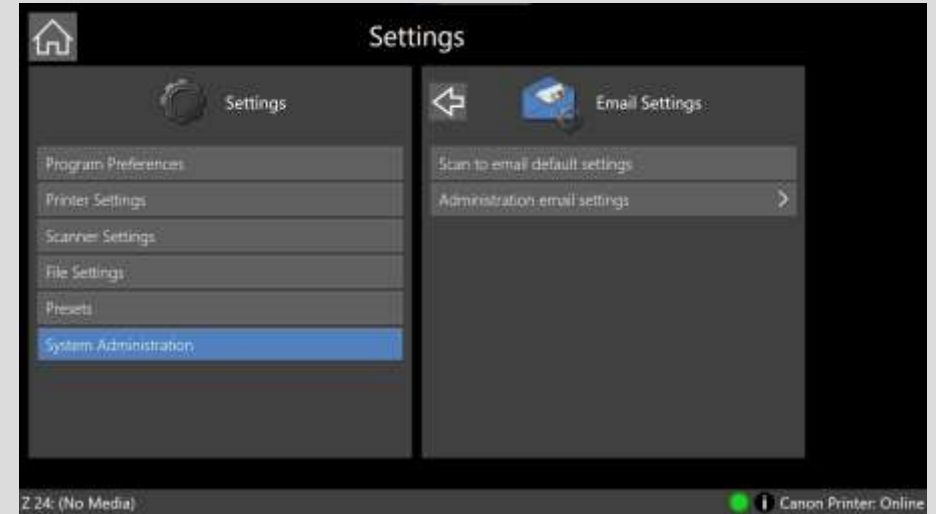 Settings
Settings
Program Preferences
Printer Settings
Scanner Settings
File Settings
Presets
System Administration
Email Settings
Scan to email default settings
Administration email settings
Z 24: (No Media)
Canon Printer: Online